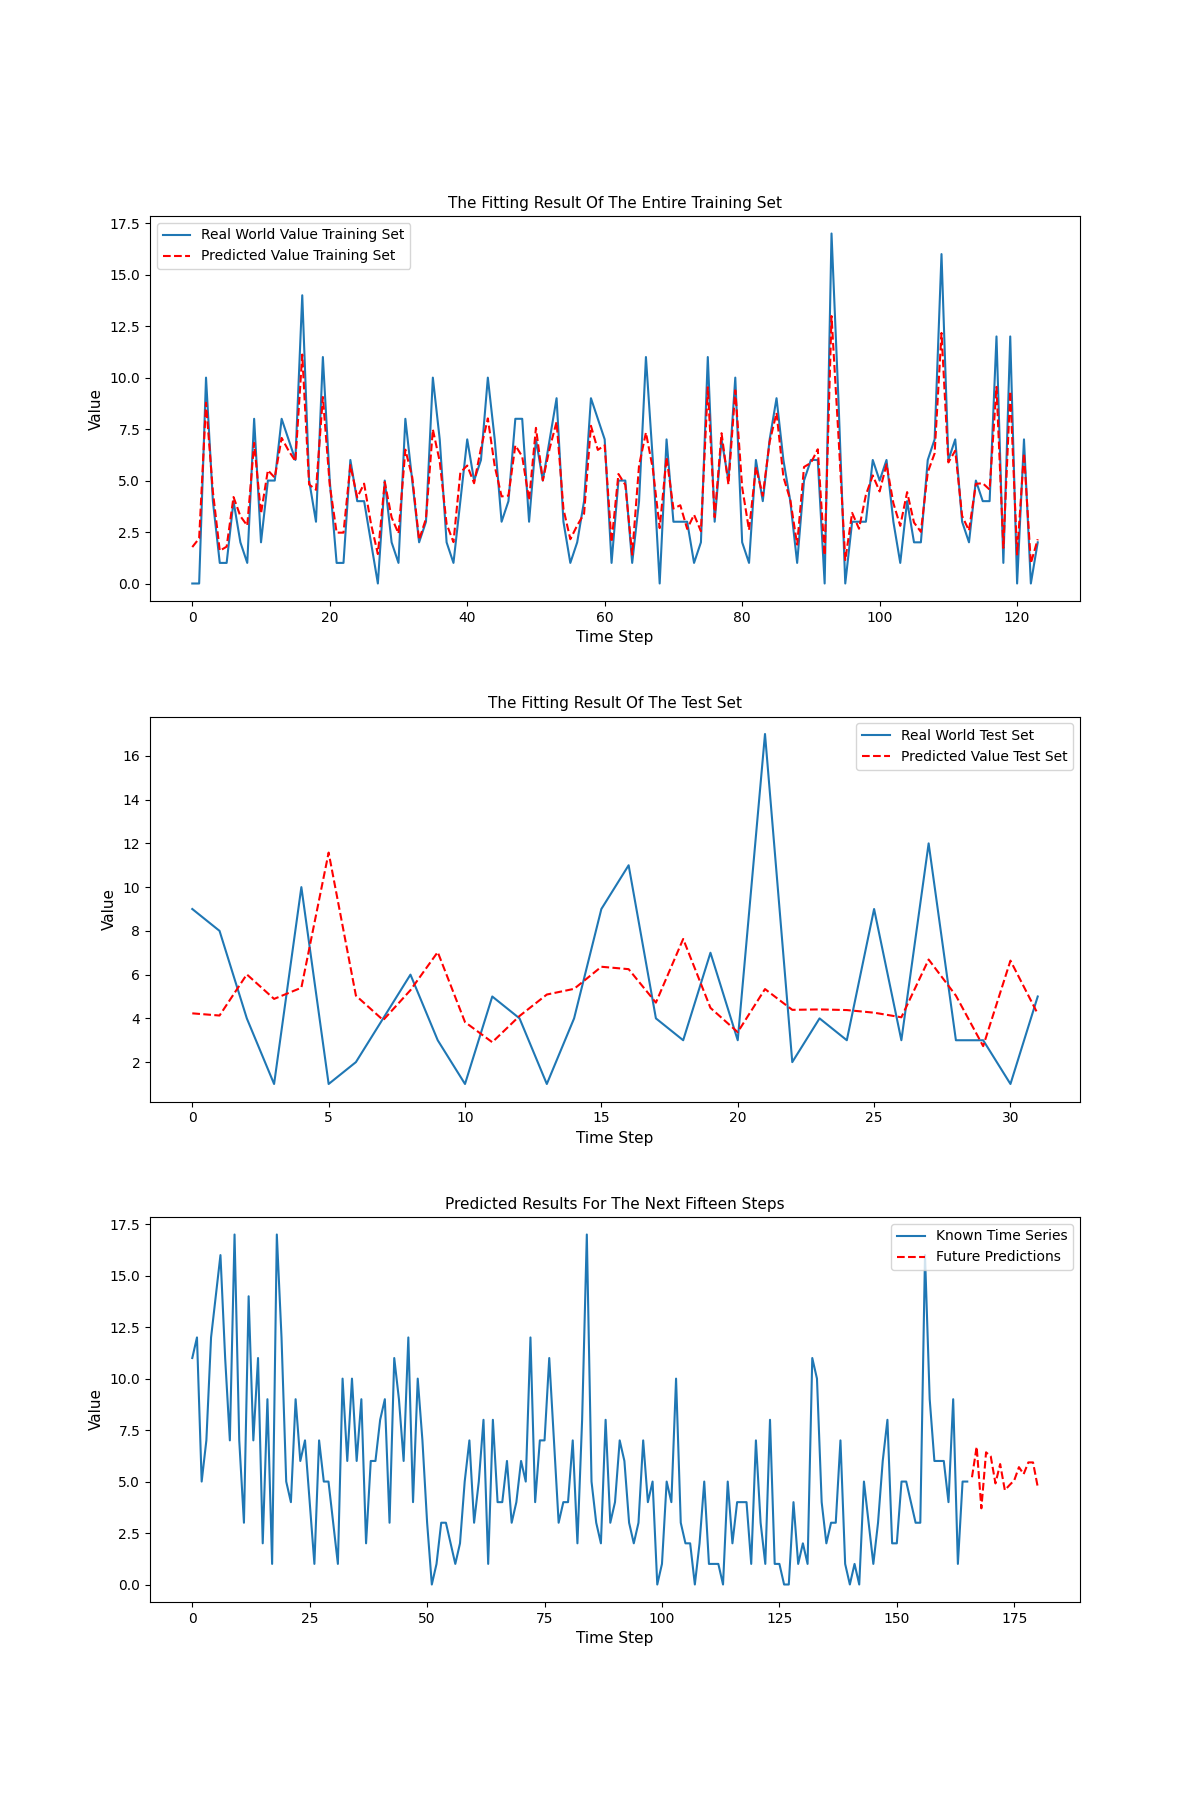 The Fitting Result Of The Entire Training Set
17.5
15.0
12.5
10.0
7.5
5.0
2.5
0.0
Value
Real World Value Training Set
Predicted Value Training Set
0 20 40 60 80 100 120
Time Step
The Fitting Result Of The Test Set
16
14
12
10
8
6
4
2
Value
Real World Test Set
Predicted Value Test Set
0 5 10 15 20 25 30
Time Step
Predicted Results For The Next Fifteen Steps
17.5
15.0
12.5
10.0
7.5
5.0
2.5
0.0
Value
Known Time Series
Future Predictions
0 25 50 75 100 125 150 175
Time Step